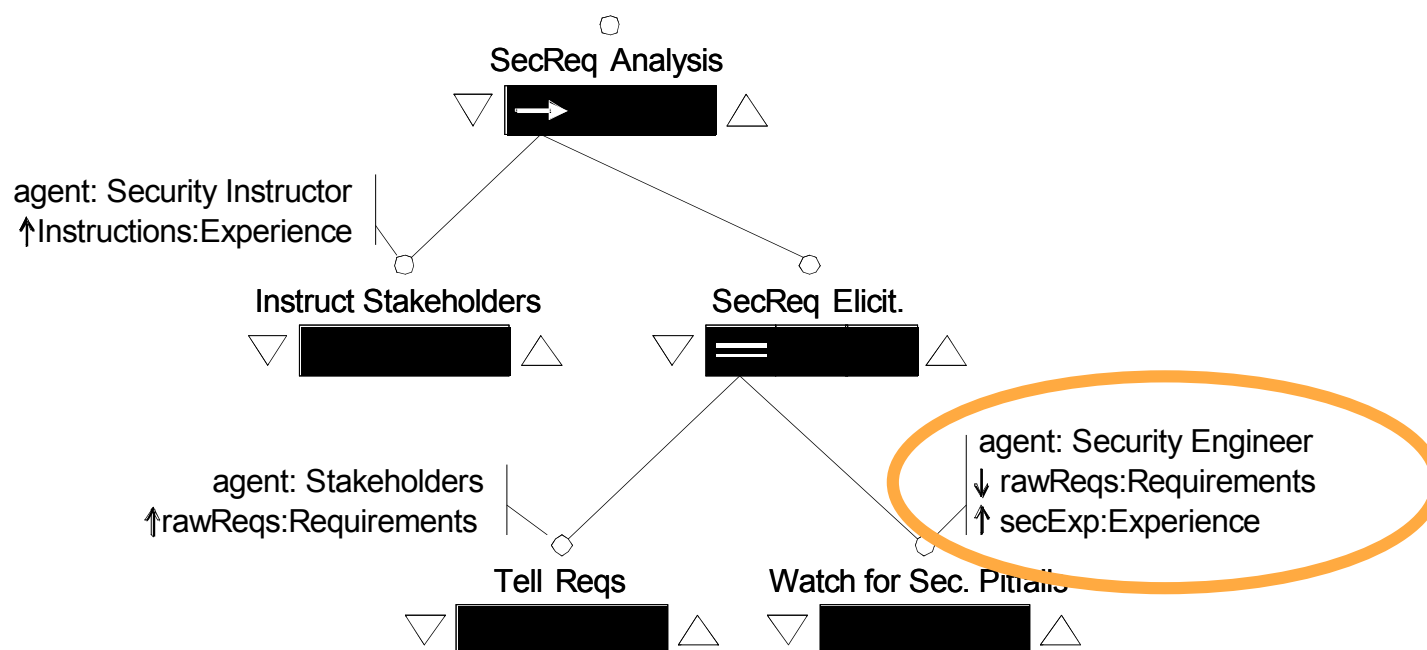 SecReq Analysis
agent: Security Instructor
↑Instructions:Experience
Instruct Stakeholders
SecReq Elicit.
agent: Stakeholders
↑rawReqs:Requirements
agent: Security Engineer
↓ rawReqs:Requirements
↑ secExp:Experience
Tell Reqs
Watch for Sec. Pitfalls